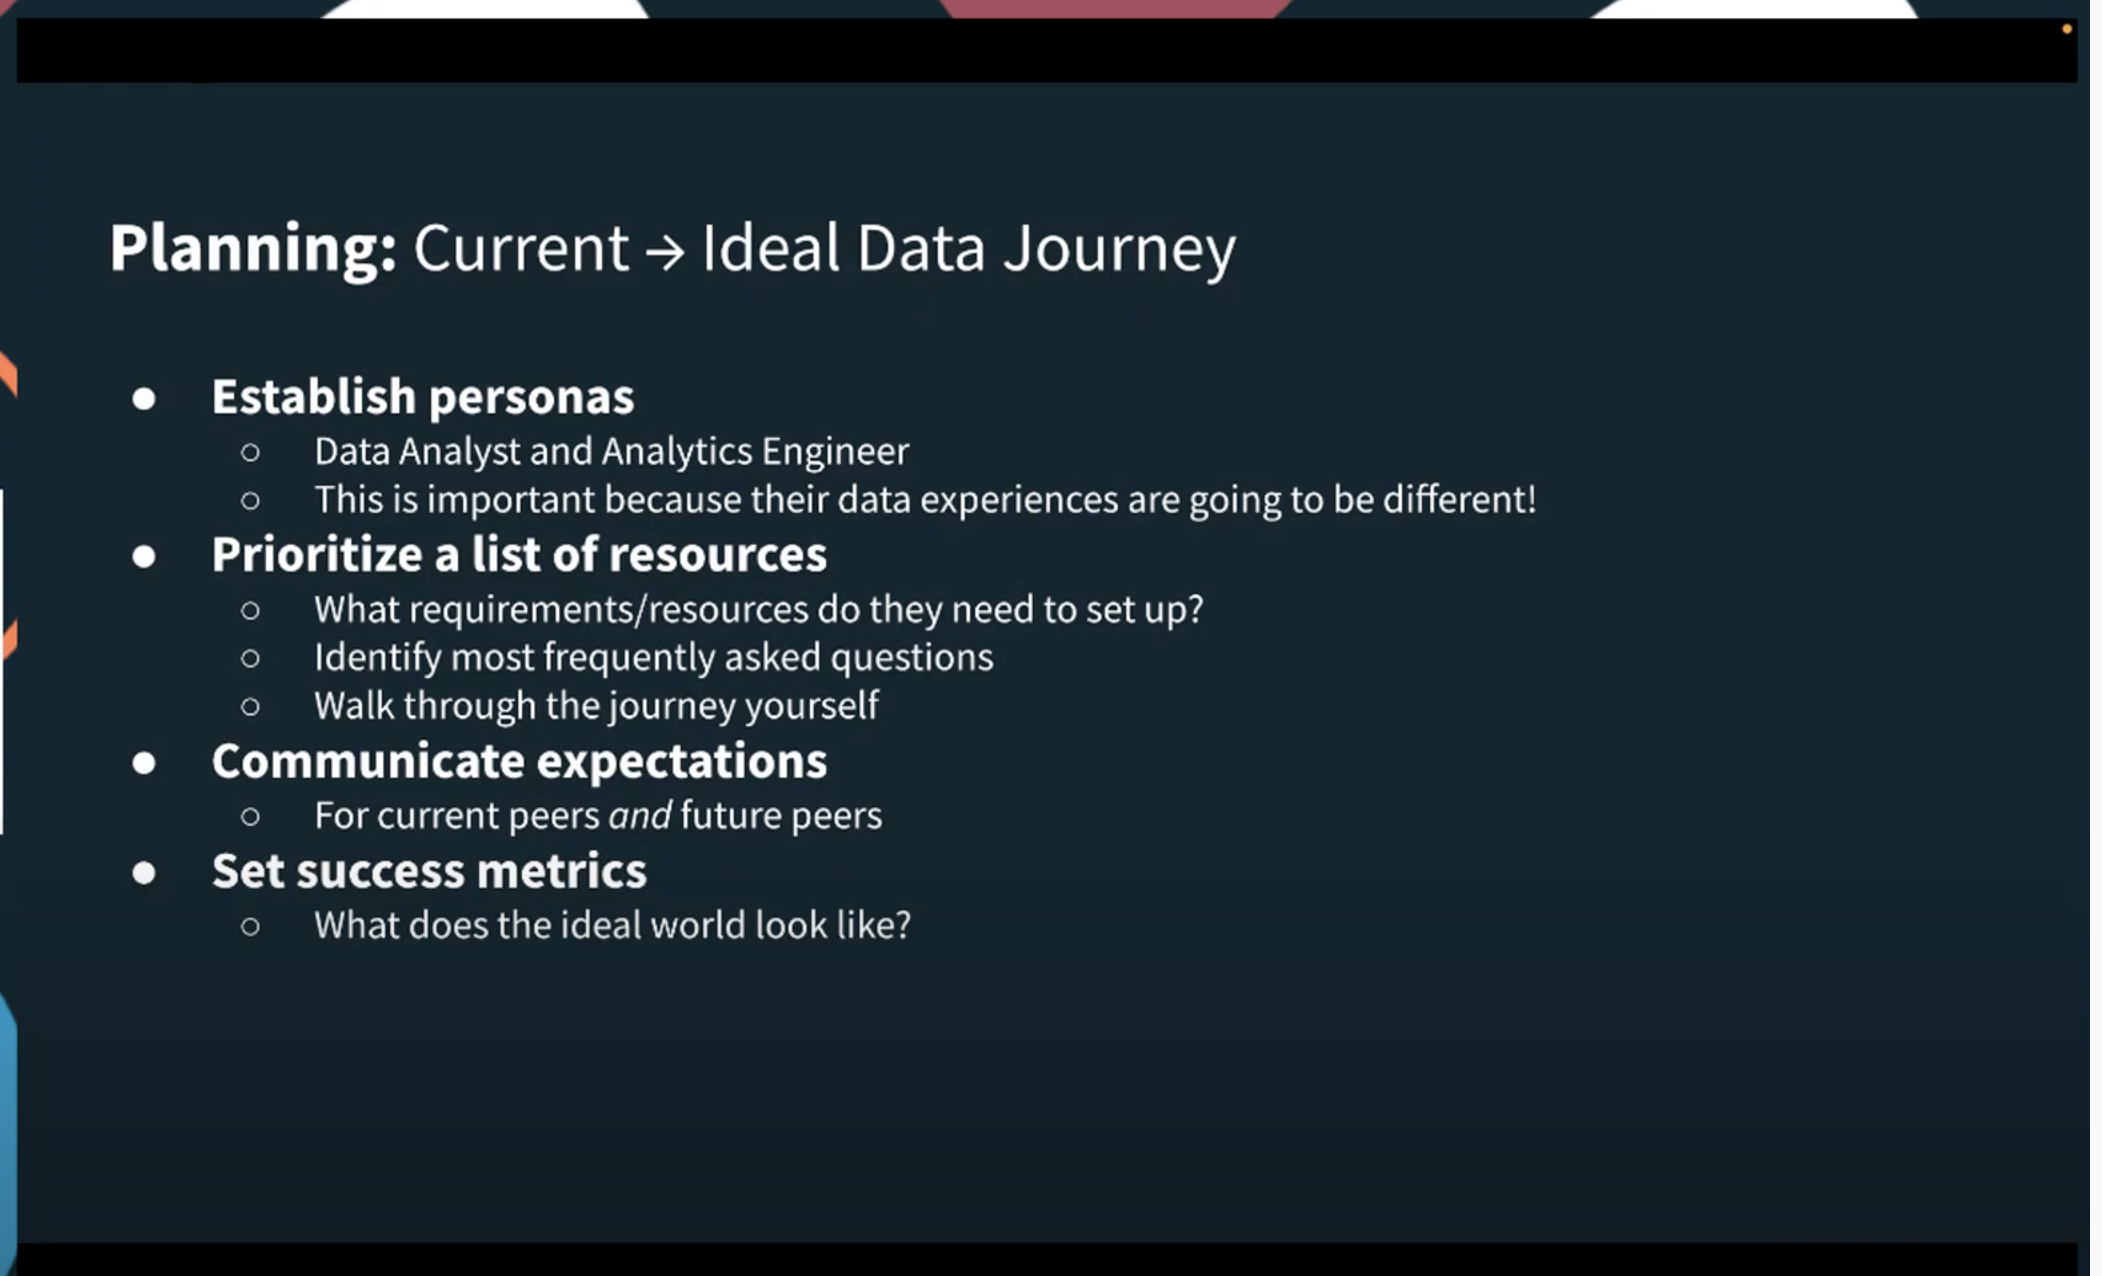 Planning: Current → Ideal Data Journey
● Establish personas
○ Data Analyst and Analytics Engineer
○ This is important because their data experiences are going to be different!
● Prioritize a list of resources
○ What requirements/resources do they need to set up?
○ Identify most frequently asked questions
○ Walk through the journey yourself
● Communicate expectations
○ For current peers and future peers
● Set success metrics
○ What does the ideal world look like?